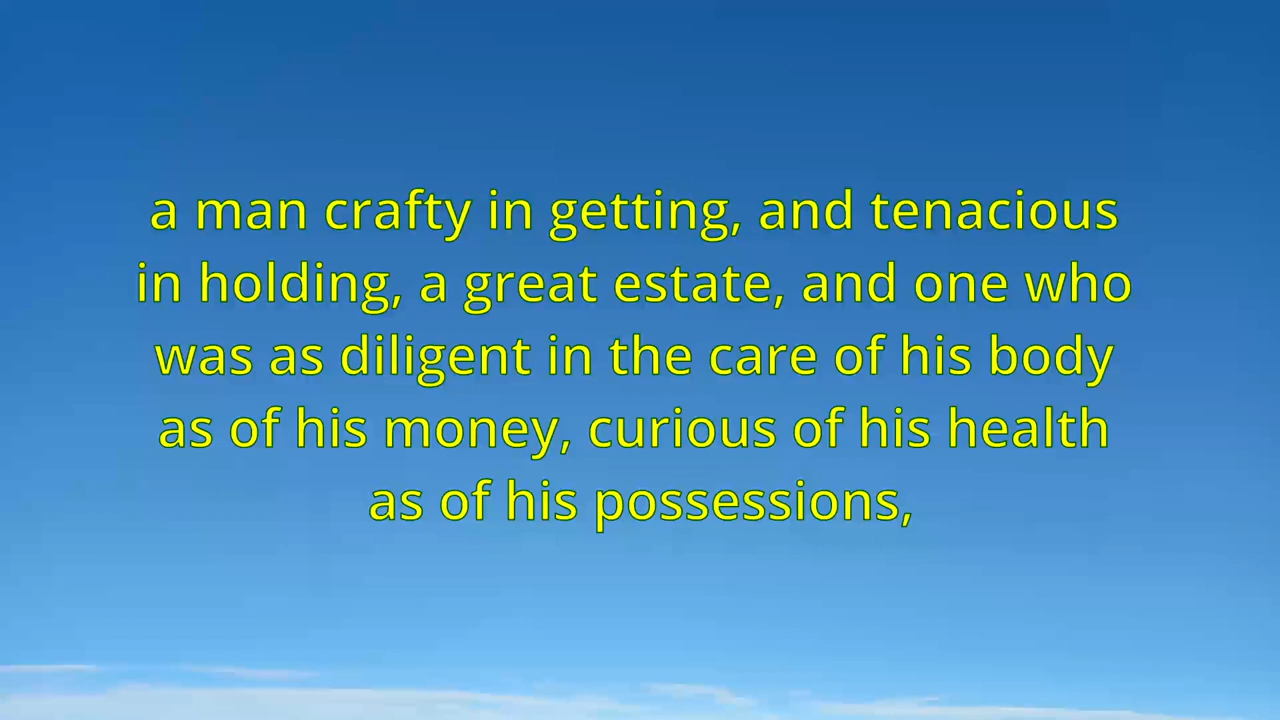 a man crafty in getting, and tenacious
in holding, a great estate, and one who
was as diligent in the care of his body
as of his money, curious of his health
as of his possessions,